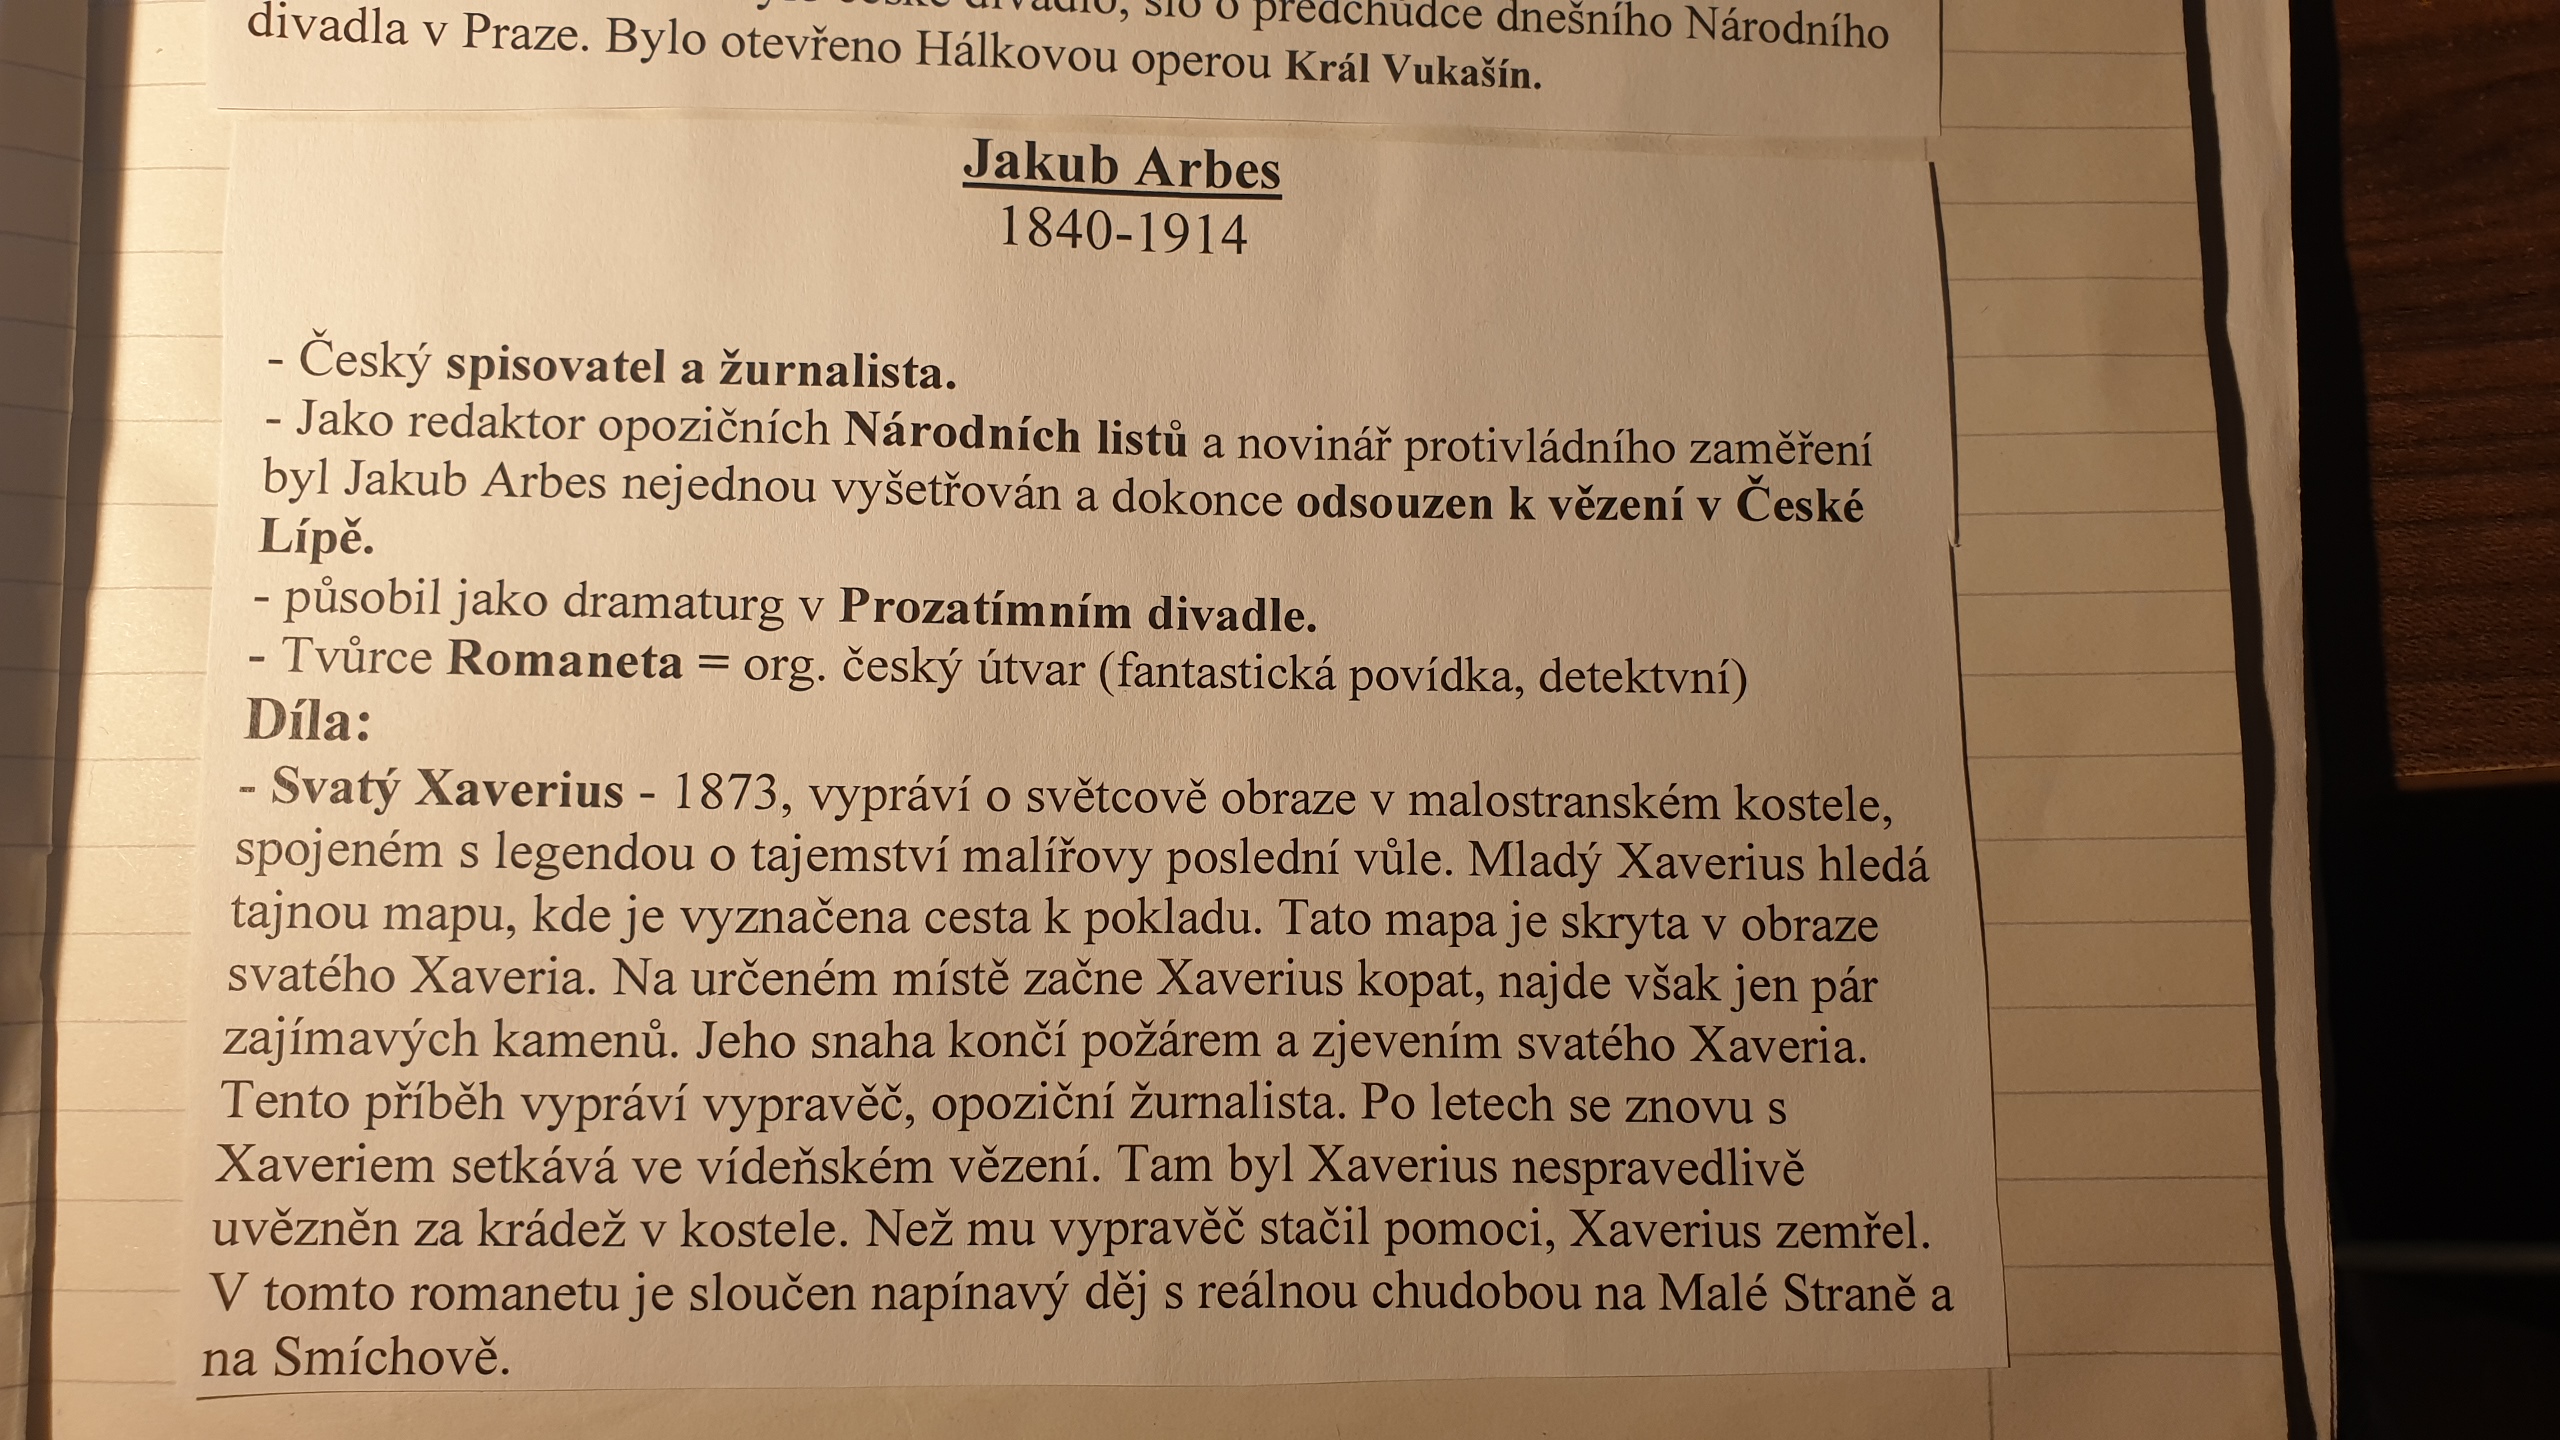 české divadlo, šlo o předchůdce dnešního Národního
divadla v Praze. Bylo otevřeno Hálkovou operou Král Vukašín.
Jakub Arbes
1840-1914
- Český spisovatel a žurnalista.
- Jako redaktor opozičních Národních listů a novinář protivládního zaměření
byl Jakub Arbes nejednou vyšetřován a dokonce odsouzen k vězení v České
Lípě.
- působil jako dramaturg v Prozatímním divadle.
- Tvůrce Romaneta = org. český útvar (fantastická povídka, detektvní)
Díla:
- Svatý Xaverius - 1873, vypráví o světcově obraze v malostranském kostele,
spojeném s legendou o tajemství malířovy poslední vůle. Mladý Xaverius hledá
tajnou mapu, kde je vyznačena cesta k pokladu. Tato mapa je skryta v obraze
svatého Xaveria. Na určeném místě začne Xaverius kopat, najde však jen pár
zajímavých kamenů. Jeho snaha končí požárem a zjevením svatého Xaveria.
Tento příběh vypráví vypravěč, opoziční žurnalista. Po letech se znovu s
Xaveriem setkává ve vídeňském vězení. Tam byl Xaverius nespravedlivě
uvězněn za krádež v kostele. Než mu vypravěč stačil pomoci, Xaverius zemřel.
V tomto romanetu je sloučen napínavý děj s reálnou chudobou na Malé Straně a
na Smíchově.